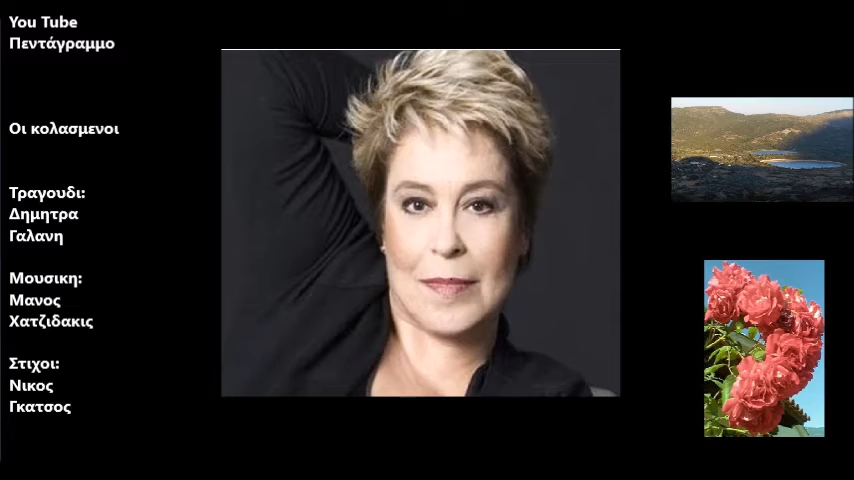 You Tube
Πεντάγραμμο
Οι κολασμενοι
Τραγουδι:
Δημητρα
Γαλανη
Μουσικη:
Μανος
Χατζιδακις
Στιχοι:
Νικος
Γκατσος